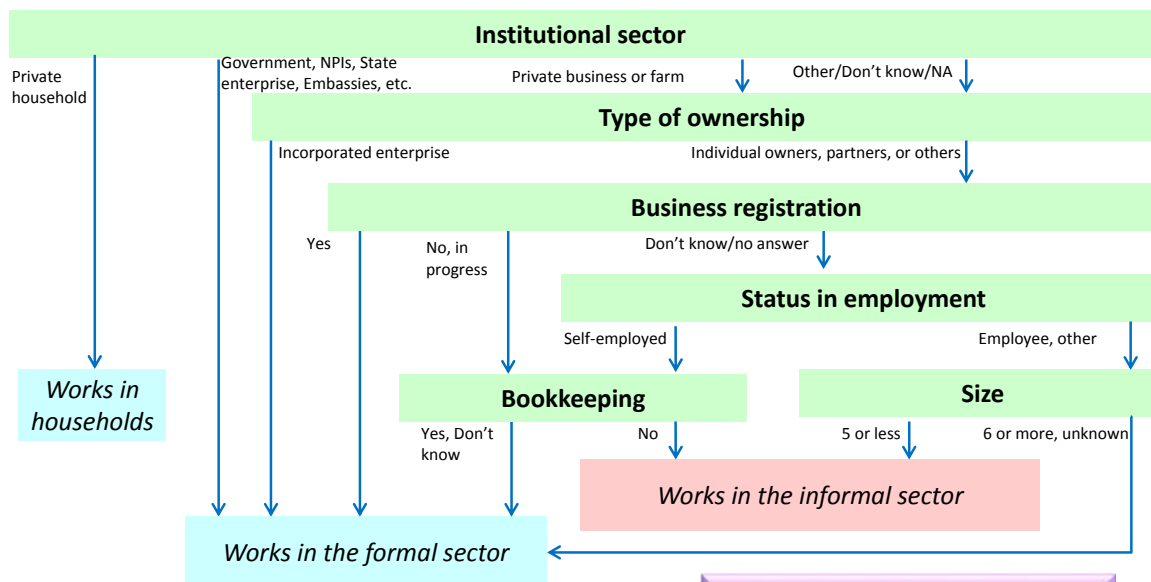 Institutional sector
Private
household
Government, NPIs, State
enterprise, Embassies, etc.
Private business or farm
Other/Don't know/NA
Type of ownership
Incorporated enterprise
Individual owners, partners, or others
Business registration
Yes
No, in
progress
Don't know/no answer
Status in employment
Self-employed
Employee, other
Works in
households
Bookkeeping
Size
Yes, Don't
know
No
5 or less
6 or more, unknown
Works in the informal sector
Works in the formal sector